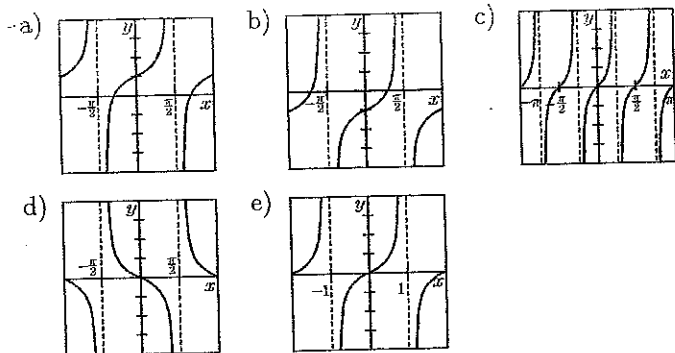 a) y -π/2 π/2 x
b) y -π/2 π/2 x
c) y -π -π/2 π/2 x π
d) y -π/2 π/2 x
e) y -1 1 x